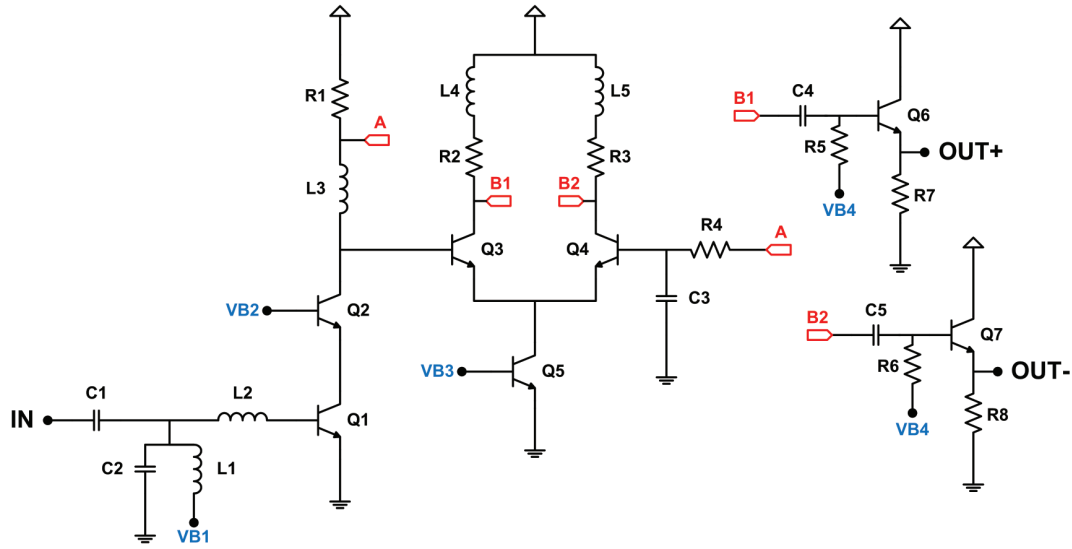 R1
A
L3
L4
L5
R2
R3
B1
B2
Q3
Q4
R4
A
C3
VB2
Q2
VB3
Q5
IN
C1
L2
Q1
C2
L1
VB1
B1
C4
Q6
R5
OUT+
VB4
R7
B2
C5
Q7
R6
OUT-
VB4
R8